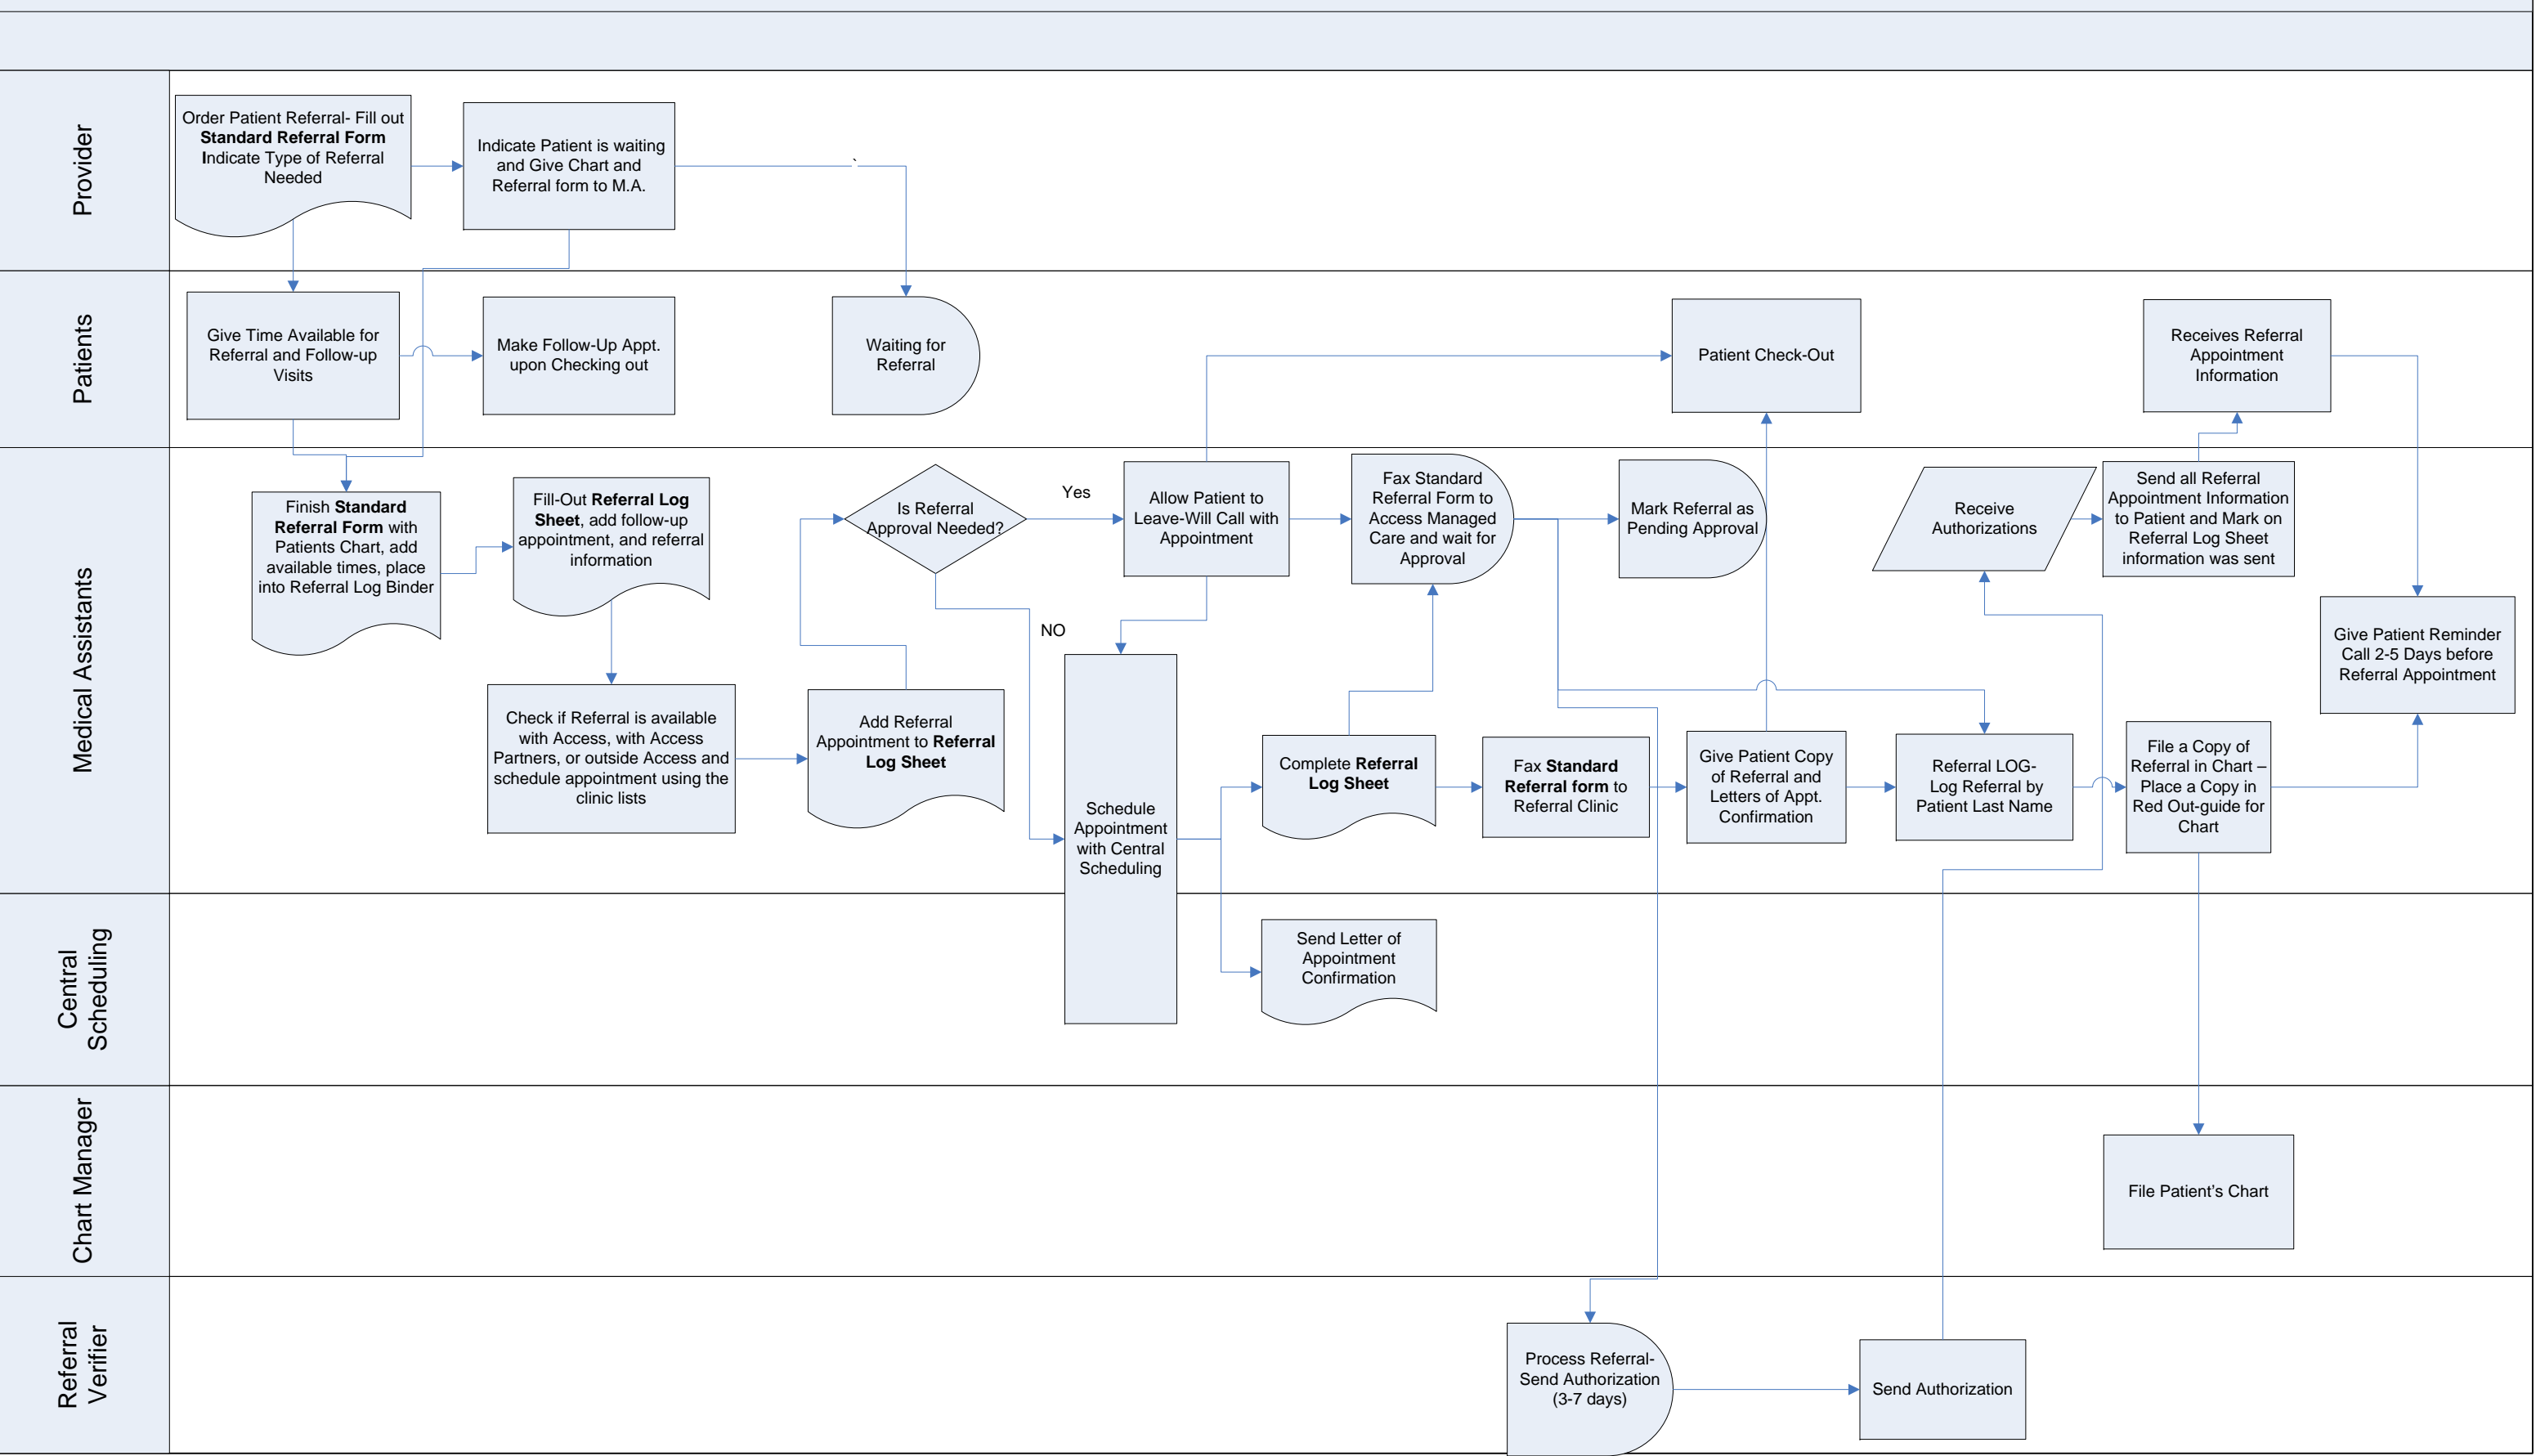 Provider
Order Patient Referral- Fill out
Standard Referral Form
Indicate Type of Referral
Needed
Indicate Patient is waiting
and Give Chart and
Referral form to M.A.
`
Patients
Give Time Available for
Referral and Follow-up
Visits
Make Follow-Up Appt.
upon Checking out
Waiting for
Referral
Patient Check-Out
Receives Referral
Appointment
Information
Medical Assistants
Finish Standard
Referral Form with
Patients Chart, add
available times, place
into Referral Log Binder
Fill-Out Referral Log
Sheet, add follow-up
appointment, and referral
information
Check if Referral is available
with Access, with Access
Partners, or outside Access and
schedule appointment using the
clinic lists
Add Referral
Appointment to Referral
Log Sheet
Is Referral
Approval Needed?
Yes
NO
Allow Patient to
Leave-Will Call with
Appointment
Schedule
Appointment
with Central
Scheduling
Fax Standard
Referral Form to
Access Managed
Care and wait for
Approval
Mark Referral as
Pending Approval
Complete Referral
Log Sheet
Fax Standard
Referral form to
Referral Clinic
Give Patient Copy
of Referral and
Letters of Appt.
Confirmation
Referral LOG-
Log Referral by
Patient Last Name
Receive
Authorizations
Send all Referral
Appointment Information
to Patient and Mark on
Referral Log Sheet
information was sent
File a Copy of
Referral in Chart –
Place a Copy in
Red Out-guide for
Chart
Give Patient Reminder
Call 2-5 Days before
Referral Appointment
Central
Scheduling
Send Letter of
Appointment
Confirmation
Chart Manager
File Patient’s Chart
Referral
Verifier
Process Referral-
Send Authorization
(3-7 days)
Send Authorization